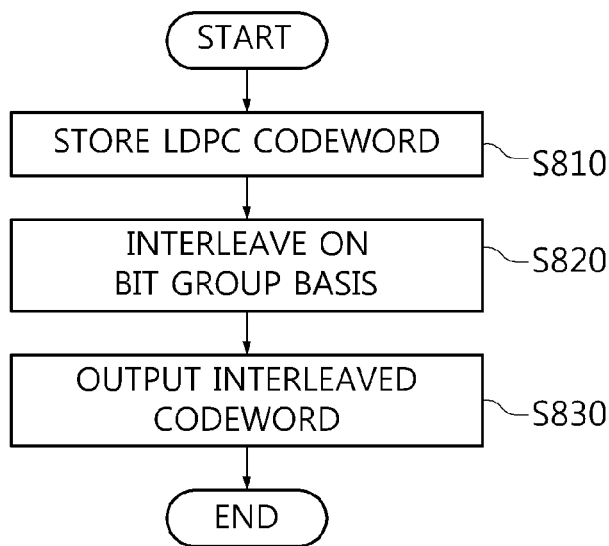 START
STORE LDPC CODEWORD
S810
INTERLEAVE ON
BIT GROUP BASIS
S820
OUTPUT INTERLEAVED
CODEWORD
S830
END